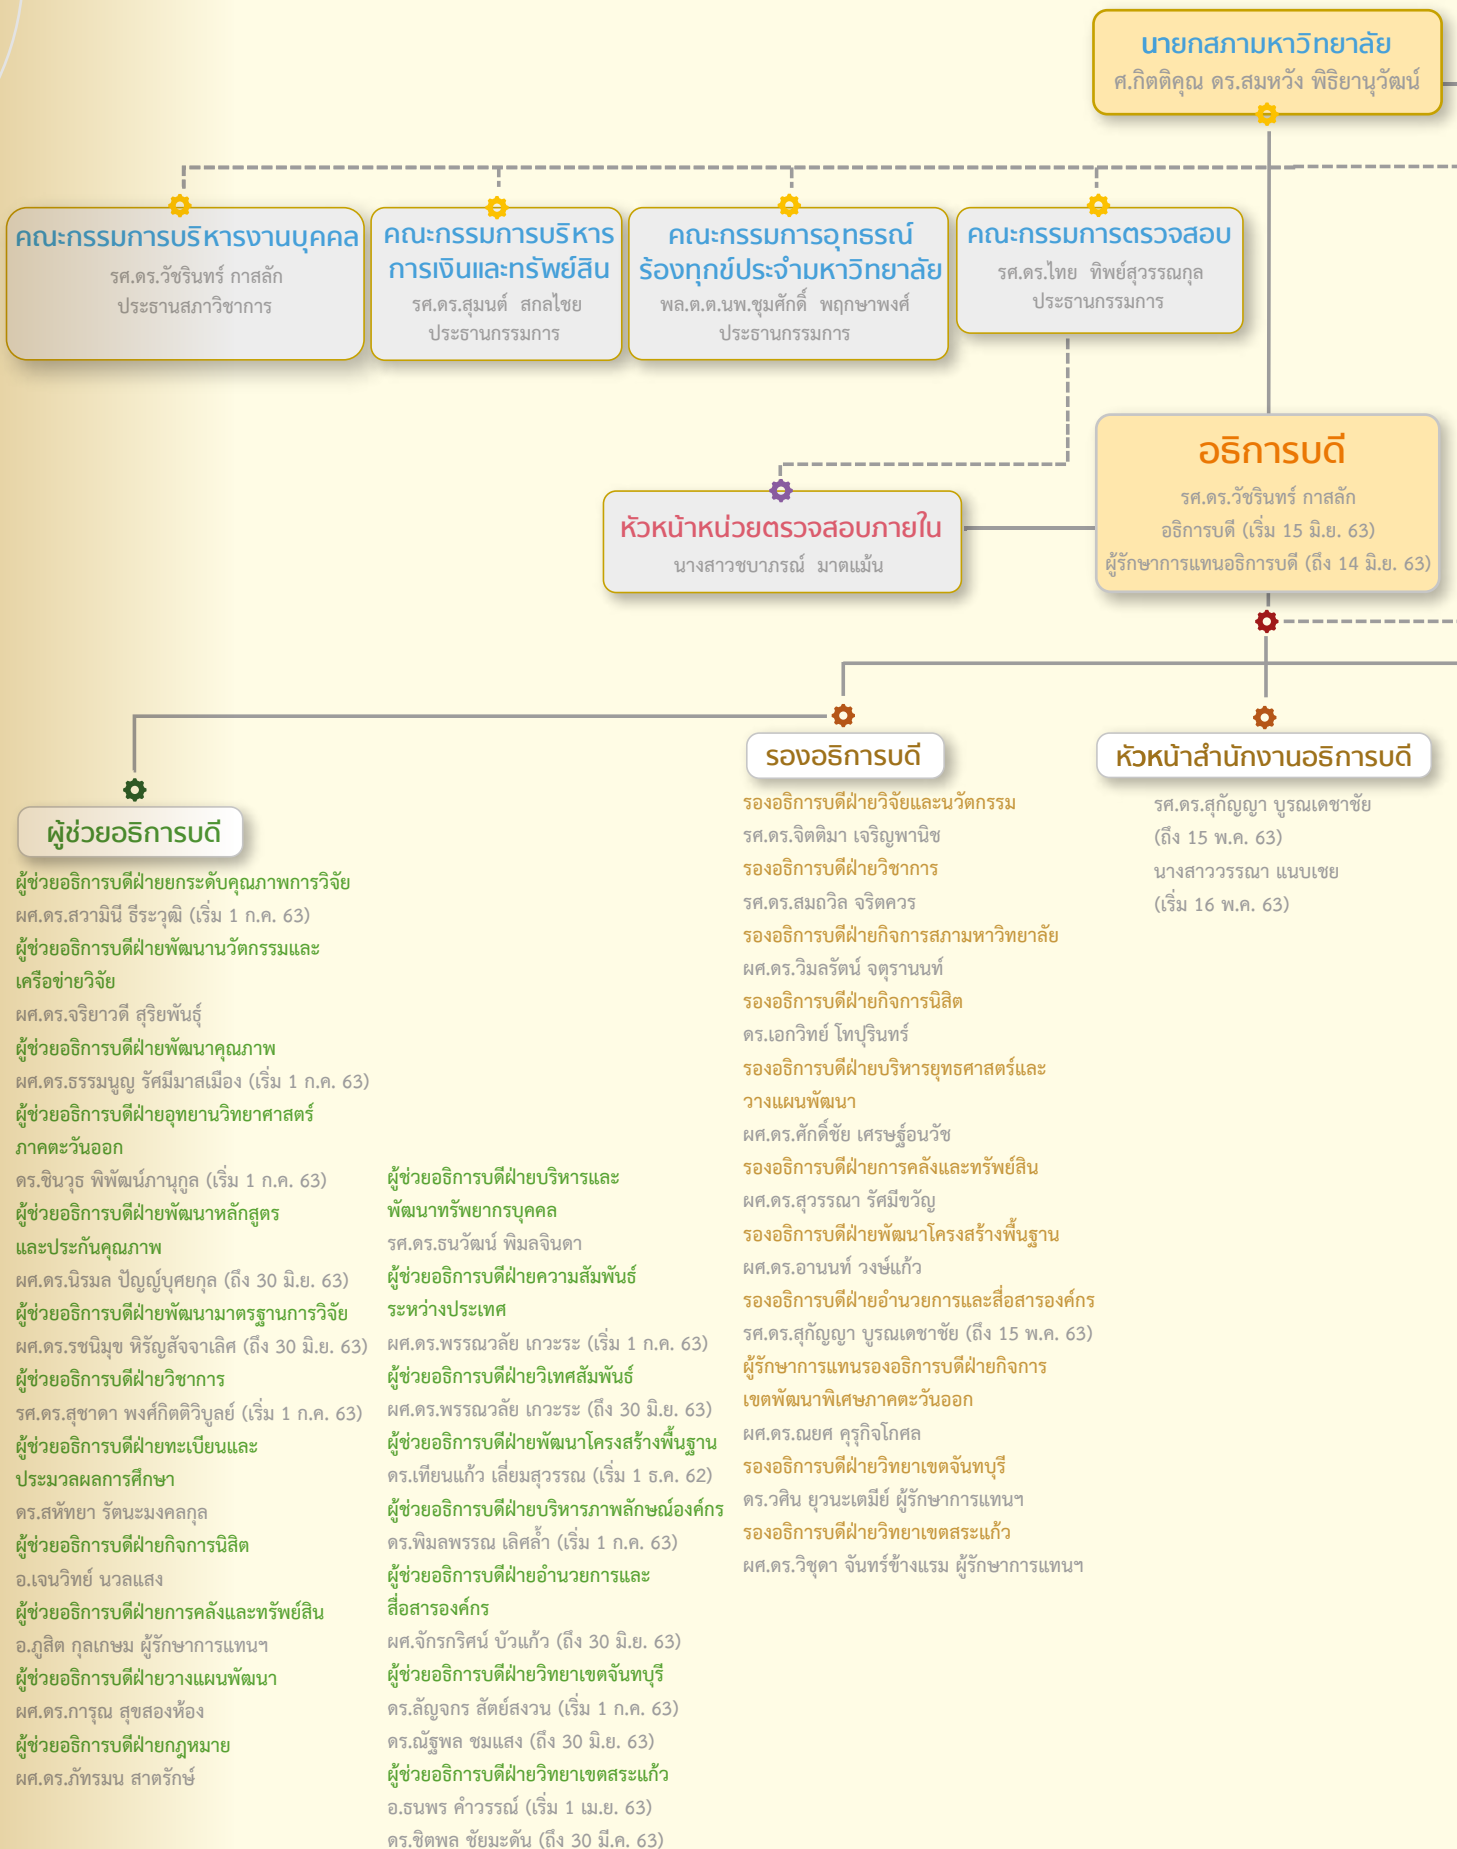 นายกสภามหาวิทยาลัย
ศ.กิตติคุณ ดร.สมหวัง พิธิยานุวัฒน์
คณะกรรมการบริหารงานบุคคล
รศ.ดร.วัชรินทร์ กาสลัก
ประธานสภาวิชาการ
คณะกรรมการบริหาร
การเงินและทรัพย์สิน
รศ.ดร.สุมนต์ สกลไชย
ประธานกรรมการ
คณะกรรมการอุทธรณ์
ร้องทุกข์ประจำมหาวิทยาลัย
พล.ต.ต.นพ.ชุมศักดิ์ พฤกษาพงศ์
ประธานกรรมการ
คณะกรรมการตรวจสอบ
รศ.ดร.ไทย ทิพย์สุวรรณกุล
ประธานกรรมการ
อธิการบดี
รศ.ดร.วัชรินทร์ กาสลัก
อธิการบดี (เริ่ม 15 มิ.ย. 63)
ผู้รักษาการแทนอธิการบดี (ถึง 14 มิ.ย. 63)
หัวหน้าหน่วยตรวจสอบภายใน
นางสาวชบาภรณ์ มาตแม้น
ผู้ช่วยอธิการบดี
ผู้ช่วยอธิการบดีฝ่ายยกระดับคุณภาพการวิจัย
ผศ.ดร.สวามินี ธีระวุฒิ (เริ่ม 1 ก.ค. 63)
ผู้ช่วยอธิการบดีฝ่ายพัฒนานวัตกรรมและ
เครือข่ายวิจัย
ผศ.ดร.จริยาวดี สุริยพันธุ์
ผู้ช่วยอธิการบดีฝ่ายพัฒนาคุณภาพ
ผศ.ดร.ธรรมนูญ รัศมีมาสเมือง (เริ่ม 1 ก.ค. 63)
ผู้ช่วยอธิการบดีฝ่ายอุทยานวิทยาศาสตร์
ภาคตะวันออก
ดร.ชินวุธ พิพัฒน์ภานุกูล (เริ่ม 1 ก.ค. 63)
ผู้ช่วยอธิการบดีฝ่ายพัฒนาหลักสูตร
และประกันคุณภาพ
ผศ.ดร.นิรมล ปัญญ์บุศยกุล (ถึง 30 มิ.ย. 63)
ผู้ช่วยอธิการบดีฝ่ายพัฒนามาตรฐานการวิจัย
ผศ.ดร.รชนิมุข หิรัญสัจจาเลิศ (ถึง 30 มิ.ย. 63)
ผู้ช่วยอธิการบดีฝ่ายวิชาการ
รศ.ดร.สุชาดา พงศ์กิตติวิบูลย์ (เริ่ม 1 ก.ค. 63)
ผู้ช่วยอธิการบดีฝ่ายทะเบียนและ
ประมวลผลการศึกษา
ดร.สหัทยา รัตนะมงคลกุล
ผู้ช่วยอธิการบดีฝ่ายกิจการนิสิต
อ.เจนวิทย์ นวลแสง
ผู้ช่วยอธิการบดีฝ่ายการคลังและทรัพย์สิน
อ.ภูสิต กุลเกษม ผู้รักษาการแทนฯ
ผู้ช่วยอธิการบดีฝ่ายวางแผนพัฒนา
ผศ.ดร.การุณ สุขสองห้อง
ผู้ช่วยอธิการบดีฝ่ายกฎหมาย
ผศ.ดร.ภัทรมน สาตรักษ์
ผู้ช่วยอธิการบดีฝ่ายบริหารและ
พัฒนาทรัพยากรบุคคล
รศ.ดร.ธนวัฒน์ พิมลจินดา
ผู้ช่วยอธิการบดีฝ่ายความสัมพันธ์
ระหว่างประเทศ
ผศ.ดร.พรรณวลัย เกวะระ (เริ่ม 1 ก.ค. 63)
ผู้ช่วยอธิการบดีฝ่ายวิเทศสัมพันธ์
ผศ.ดร.พรรณวลัย เกวะระ (ถึง 30 มิ.ย. 63)
ผู้ช่วยอธิการบดีฝ่ายพัฒนาโครงสร้างพื้นฐาน
ดร.เทียนแก้ว เลี่ยมสุวรรณ (เริ่ม 1 ธ.ค. 62)
ผู้ช่วยอธิการบดีฝ่ายบริหารภาพลักษณ์องค์กร
ดร.พิมลพรรณ เลิศล้ำ (เริ่ม 1 ก.ค. 63)
ผู้ช่วยอธิการบดีฝ่ายอำนวยการและ
สื่อสารองค์กร
ผศ.จักรกริศน์ บัวแก้ว (ถึง 30 มิ.ย. 63)
ผู้ช่วยอธิการบดีฝ่ายวิทยาเขตจันทบุรี
ดร.ลัญจกร สัตย์สงวน (เริ่ม 1 ก.ค. 63)
ดร.ณัฐพล ชมแสง (ถึง 30 มิ.ย. 63)
ผู้ช่วยอธิการบดีฝ่ายวิทยาเขตสระแก้ว
อ.ธนพร คำวรรณ์ (เริ่ม 1 เม.ย. 63)
ดร.ชิตพล ชัยมะดัน (ถึง 30 มี.ค. 63)
รองอธิการบดี
รองอธิการบดีฝ่ายวิจัยและนวัตกรรม
รศ.ดร.จิตติมา เจริญพานิช
รองอธิการบดีฝ่ายวิชาการ
รศ.ดร.สมถวิล จริตควร
รองอธิการบดีฝ่ายกิจการสภามหาวิทยาลัย
ผศ.ดร.วิมลรัตน์ จตุรานนท์
รองอธิการบดีฝ่ายกิจการนิสิต
ดร.เอกวิทย์ โทปุรินทร์
รองอธิการบดีฝ่ายบริหารยุทธศาสตร์และ
วางแผนพัฒนา
ผศ.ดร.ศักดิ์ชัย เศรษฐ์อนวัช
รองอธิการบดีฝ่ายการคลังและทรัพย์สิน
ผศ.ดร.สุวรรณา รัศมีขวัญ
รองอธิการบดีฝ่ายพัฒนาโครงสร้างพื้นฐาน
ผศ.ดร.อานนท์ วงษ์แก้ว
รองอธิการบดีฝ่ายอำนวยการและสื่อสารองค์กร
รศ.ดร.สุกัญญา บูรณเดชาชัย (ถึง 15 พ.ค. 63)
ผู้รักษาการแทนรองอธิการบดีฝ่ายกิจการ
เขตพัฒนาพิเศษภาคตะวันออก
ผศ.ดร.ณยศ คุรุกิจโกศล
รองอธิการบดีฝ่ายวิทยาเขตจันทบุรี
ดร.วศิน ยุวนะเตมีย์ ผู้รักษาการแทนฯ
รองอธิการบดีฝ่ายวิทยาเขตสระแก้ว
ผศ.ดร.วิชุดา จันทร์ข้างแรม ผู้รักษาการแทนฯ
หัวหน้าสำนักงานอธิการบดี
รศ.ดร.สุกัญญา บูรณเดชาชัย
(ถึง 15 พ.ค. 63)
นางสาววรรณา แนบเชย
(เริ่ม 16 พ.ค. 63)